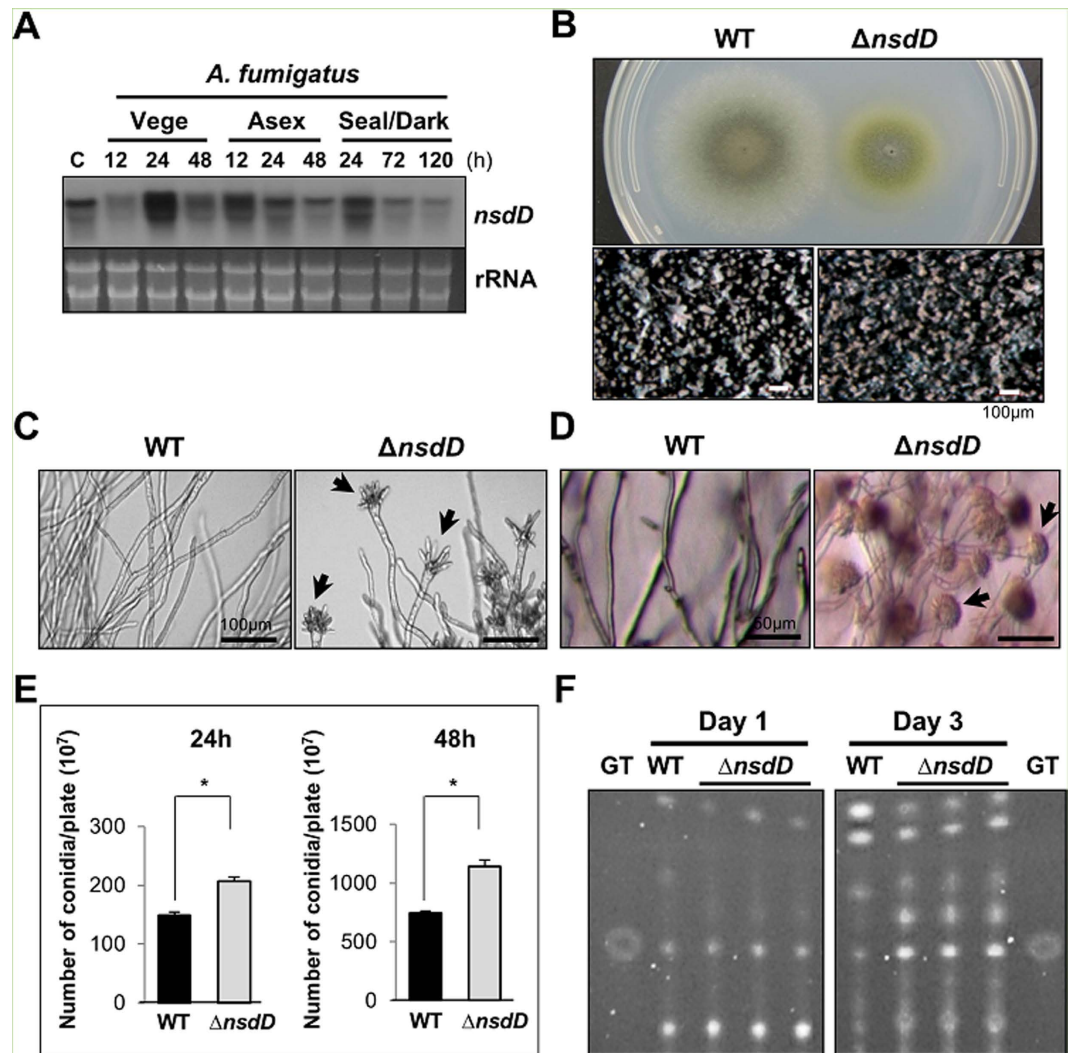 A
A. fumigatus
Vege Asex Seal/Dark
C 12 24 48 12 24 48 24 72 120 (h)
nsdD
rRNA
B
WT ΔnsdD
100µm
C
WT ΔnsdD
100µm
D
WT ΔnsdD
50µm
E
24h
Number of conidia/plate (10⁷)
*
300
200
100
0
WT ΔnsdD
48h
Number of conidia/plate (10⁷)
*
1500
1000
500
0
WT ΔnsdD
F
Day 1 Day 3
GT WT ΔnsdD WT ΔnsdD GT